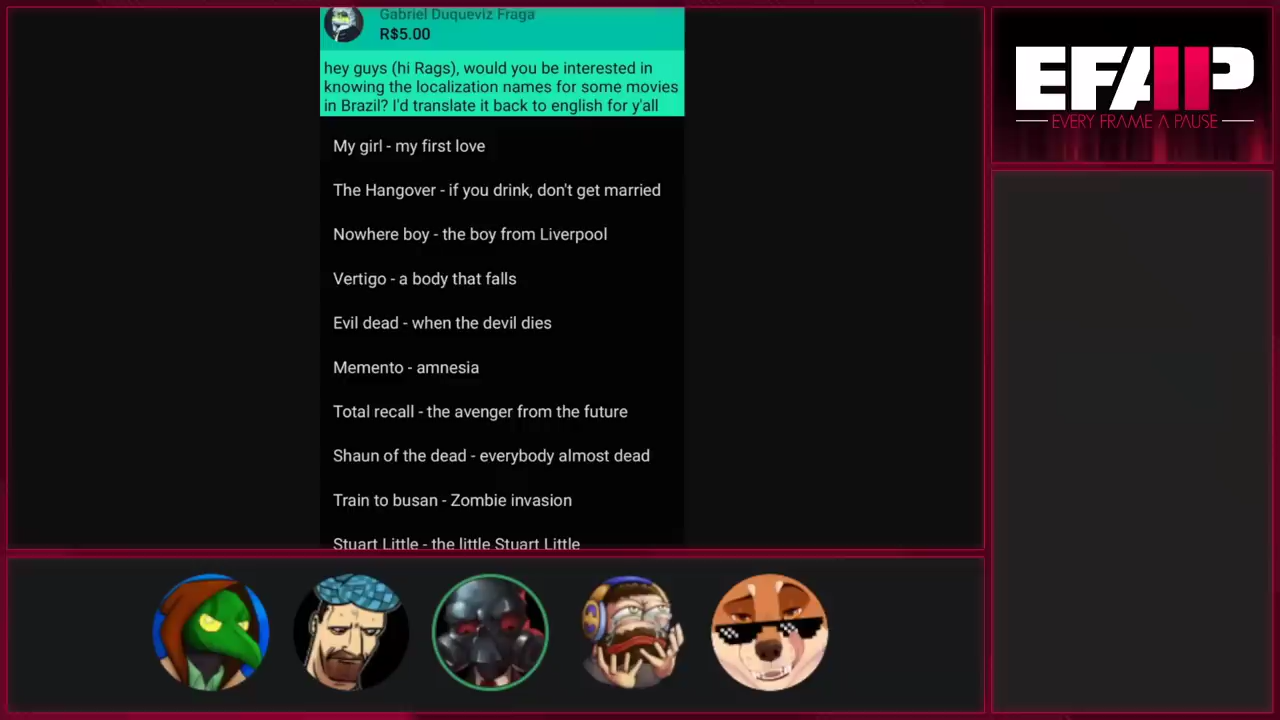 Gabriel Duqueviz Fraga
R$5.00
hey guys (hi Rags), would you be interested in
knowing the localization names for some movies
in Brazil? I'd translate it back to english for y'all
My girl - my first love
The Hangover - if you drink, don't get married
Nowhere boy - the boy from Liverpool
Vertigo - a body that falls
Evil dead - when the devil dies
Memento - amnesia
Total recall - the avenger from the future
Shaun of the dead - everybody almost dead
Train to busan - Zombie invasion
Stuart Little - the little Stuart Little
EFAP
EVERY FRAME A PAUSE